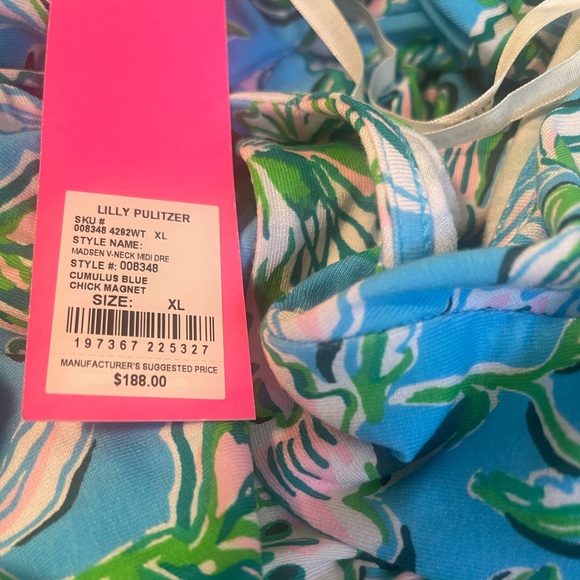 LILLY PULITZER
SKU #
008348 4292WT XL
STYLE NAME:
MADSEN V-NECK MIDI DRE
STYLE #: 008348
CUMULUS BLUE
CHICK MAGNET
SIZE: XL
197367 225327
MANUFACTURER'S SUGGESTED PRICE
$188.00